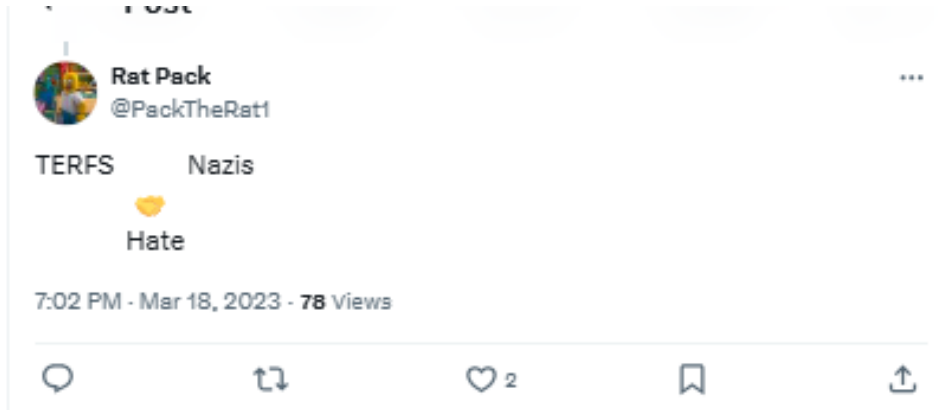 Post
Rat Pack
@PackTheRat1
TERFS Nazis
🤝
Hate
7:02 PM · Mar 18, 2023 · 78 Views
2